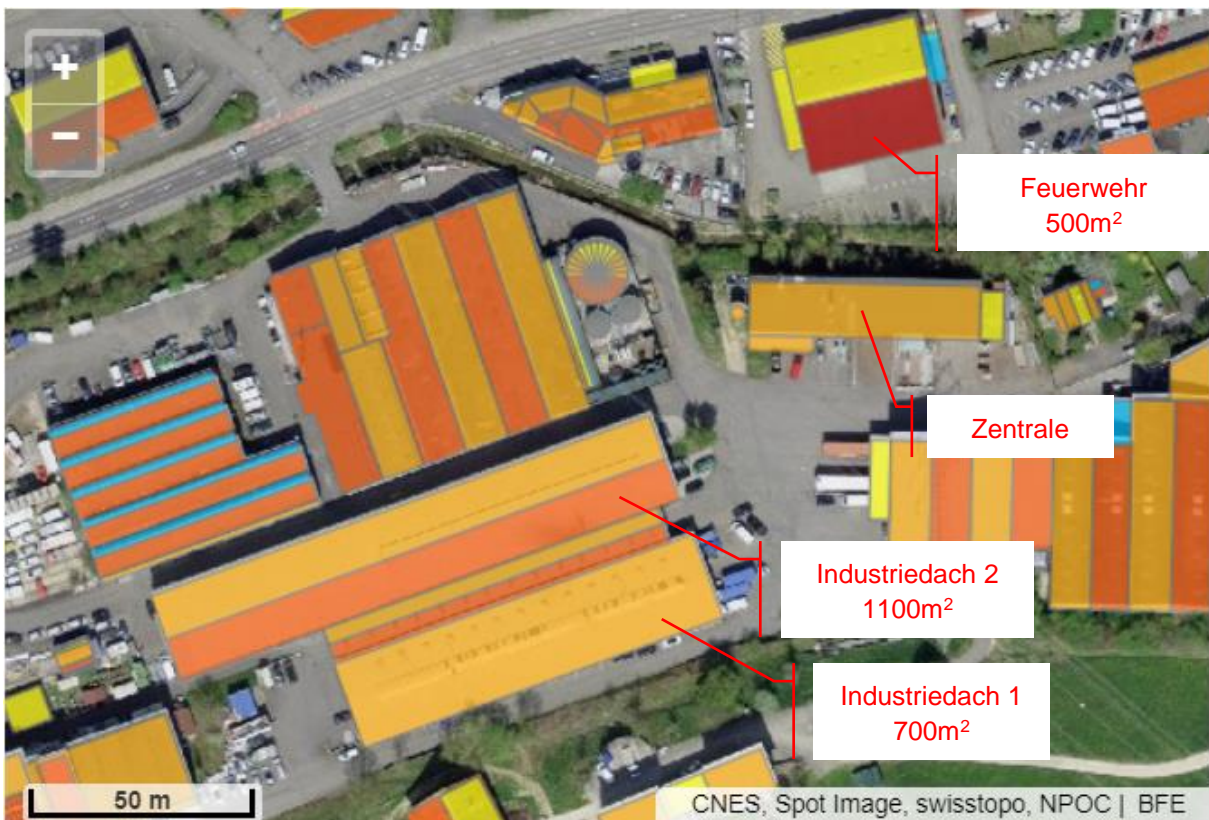 +
−
Feuerwehr
500m²
Zentrale
Industriedach 2
1100m²
Industriedach 1
700m²
50 m
CNES, Spot Image, swisstopo, NPOC | BFE